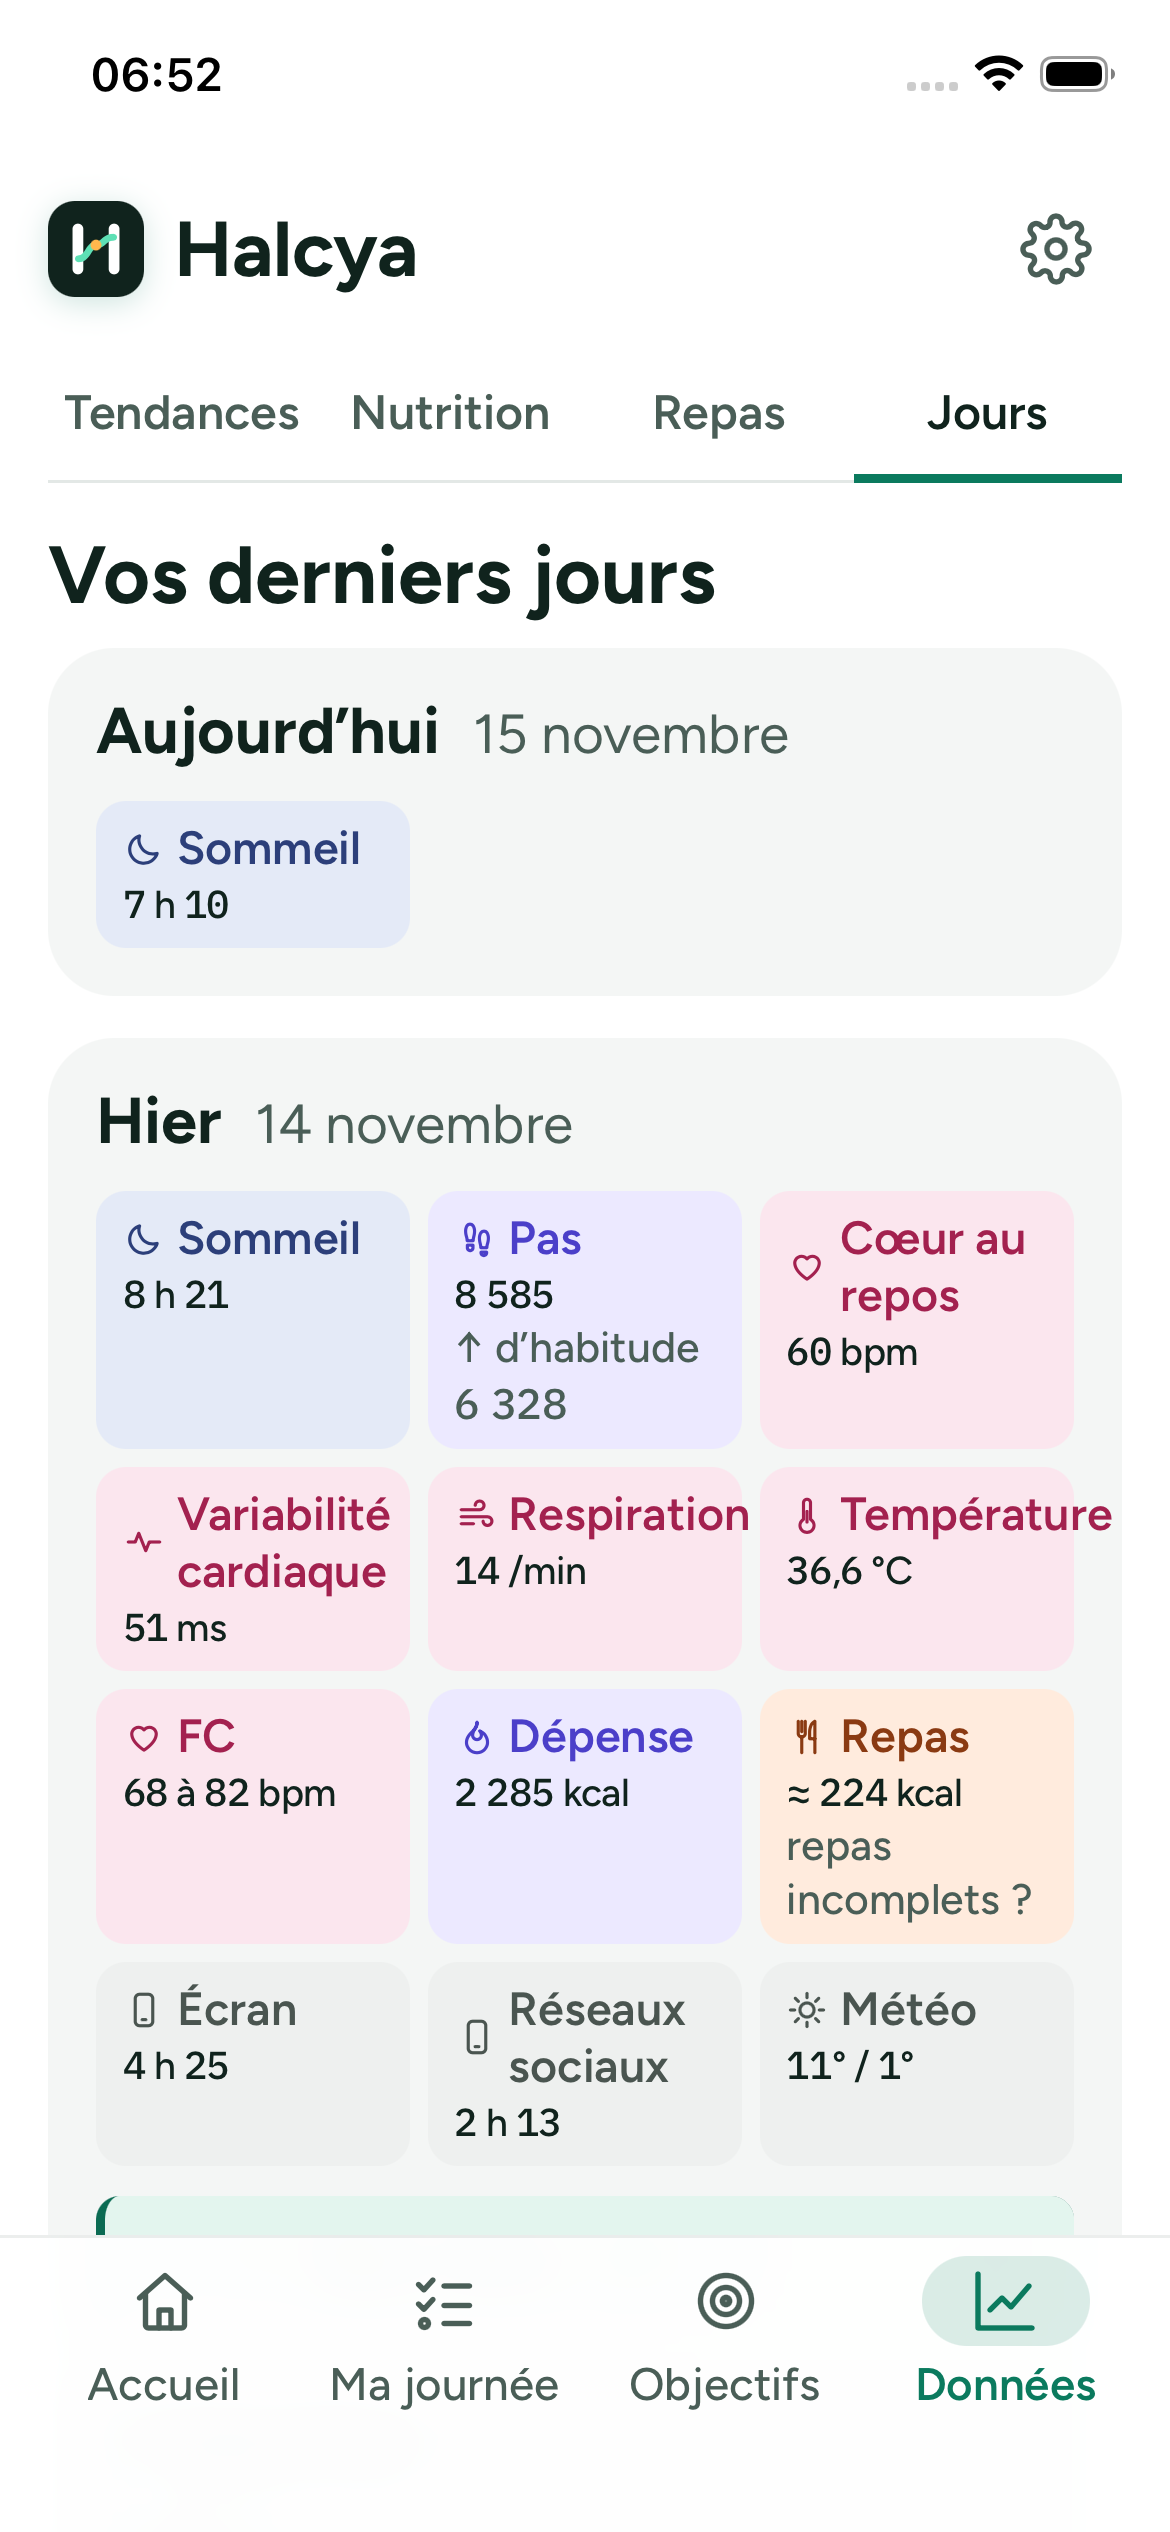 06:52
Halcya
Tendances Nutrition Repas Jours
Vos derniers jours
Aujourd’hui 15 novembre
Sommeil
7 h 10
Hier 14 novembre
Sommeil
8 h 21
Pas
8 585
↑ d’habitude
6 328
Cœur au
repos
60 bpm
Variabilité
cardiaque
51 ms
Respiration
14 /min
Température
36,6 °C
FC
68 à 82 bpm
Dépense
2 285 kcal
Repas
≈ 224 kcal
repas
incomplets ?
Écran
4 h 25
Réseaux
sociaux
2 h 13
Météo
11° / 1°
Accueil Ma journée Objectifs Données